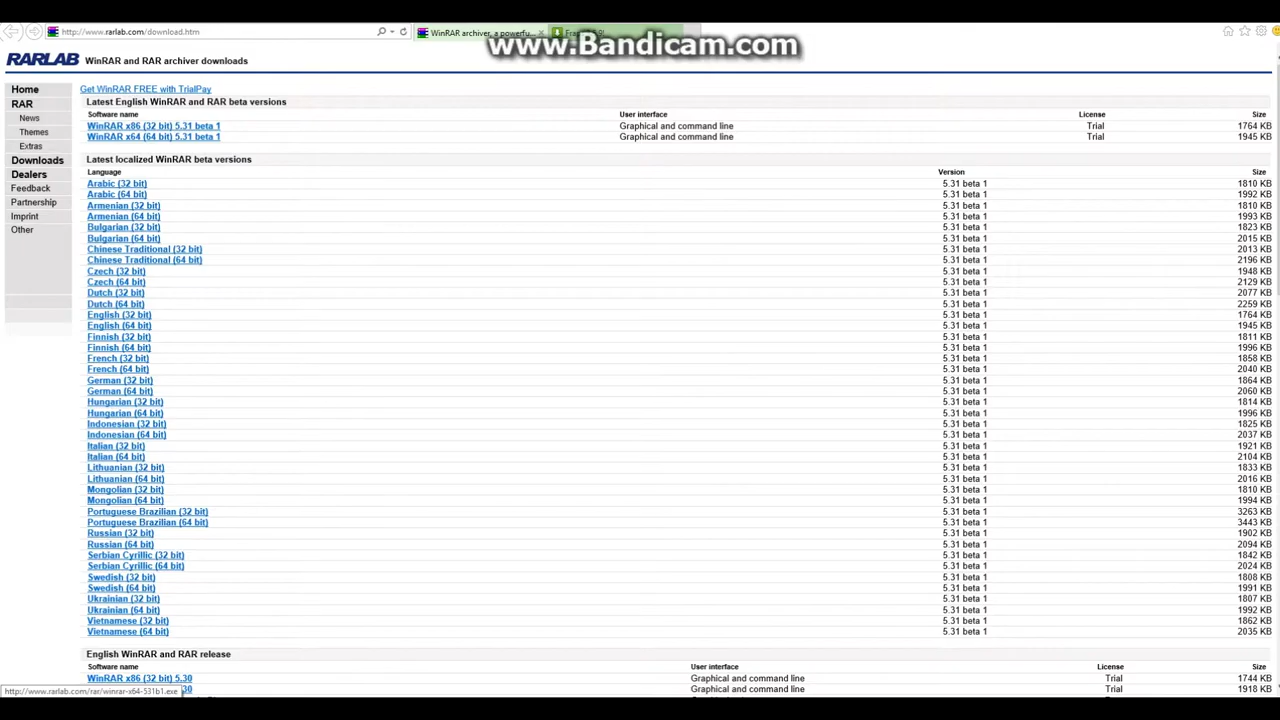 http://www.rarlab.com/download.htm
WinRAR archiver, a powerfu...
www.Bandicam.com
RARLAB WinRAR and RAR archiver downloads
Home
RAR
News
Themes
Extras
Downloads
Dealers
Feedback
Partnership
Imprint
Other
Get WinRAR FREE with TrialPay
Latest English WinRAR and RAR beta versions
Software name User interface License Size
WinRAR x86 (32 bit) 5.31 beta 1 Graphical and command line Trial 1764 KB
WinRAR x64 (64 bit) 5.31 beta 1 Graphical and command line Trial 1945 KB
Latest localized WinRAR beta versions
Language Version Size
Arabic (32 bit) 5.31 beta 1 1810 KB
Arabic (64 bit) 5.31 beta 1 1992 KB
Armenian (32 bit) 5.31 beta 1 1810 KB
Armenian (64 bit) 5.31 beta 1 1993 KB
Bulgarian (32 bit) 5.31 beta 1 1823 KB
Bulgarian (64 bit) 5.31 beta 1 2015 KB
Chinese Traditional (32 bit) 5.31 beta 1 2013 KB
Chinese Traditional (64 bit) 5.31 beta 1 2196 KB
Czech (32 bit) 5.31 beta 1 1948 KB
Czech (64 bit) 5.31 beta 1 2129 KB
Dutch (32 bit) 5.31 beta 1 2077 KB
Dutch (64 bit) 5.31 beta 1 2259 KB
English (32 bit) 5.31 beta 1 1764 KB
English (64 bit) 5.31 beta 1 1945 KB
Finnish (32 bit) 5.31 beta 1 1811 KB
Finnish (64 bit) 5.31 beta 1 1996 KB
French (32 bit) 5.31 beta 1 1858 KB
French (64 bit) 5.31 beta 1 2040 KB
German (32 bit) 5.31 beta 1 1864 KB
German (64 bit) 5.31 beta 1 2060 KB
Hungarian (32 bit) 5.31 beta 1 1814 KB
Hungarian (64 bit) 5.31 beta 1 1996 KB
Indonesian (32 bit) 5.31 beta 1 1825 KB
Indonesian (64 bit) 5.31 beta 1 2037 KB
Italian (32 bit) 5.31 beta 1 1921 KB
Italian (64 bit) 5.31 beta 1 2104 KB
Lithuanian (32 bit) 5.31 beta 1 1833 KB
Lithuanian (64 bit) 5.31 beta 1 2016 KB
Mongolian (32 bit) 5.31 beta 1 1810 KB
Mongolian (64 bit) 5.31 beta 1 1994 KB
Portuguese Brazilian (32 bit) 5.31 beta 1 3263 KB
Portuguese Brazilian (64 bit) 5.31 beta 1 3443 KB
Russian (32 bit) 5.31 beta 1 1902 KB
Russian (64 bit) 5.31 beta 1 2094 KB
Serbian Cyrillic (32 bit) 5.31 beta 1 1842 KB
Serbian Cyrillic (64 bit) 5.31 beta 1 2024 KB
Swedish (32 bit) 5.31 beta 1 1808 KB
Swedish (64 bit) 5.31 beta 1 1991 KB
Ukrainian (32 bit) 5.31 beta 1 1807 KB
Ukrainian (64 bit) 5.31 beta 1 1992 KB
Vietnamese (32 bit) 5.31 beta 1 1862 KB
Vietnamese (64 bit) 5.31 beta 1 2035 KB
English WinRAR and RAR release
Software name User interface License Size
WinRAR x86 (32 bit) 5.30 Graphical and command line Trial 1744 KB
30 Graphical and command line Trial 1918 KB
http://www.rarlab.com/rar/winrar-x64-531b1.exe